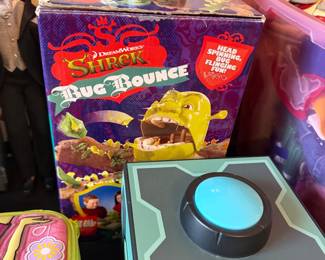 DREAMWORKS
SHREK
BUG BOUNCE
HEAD
SPINNING,
BUG
FLINGING
FUN!